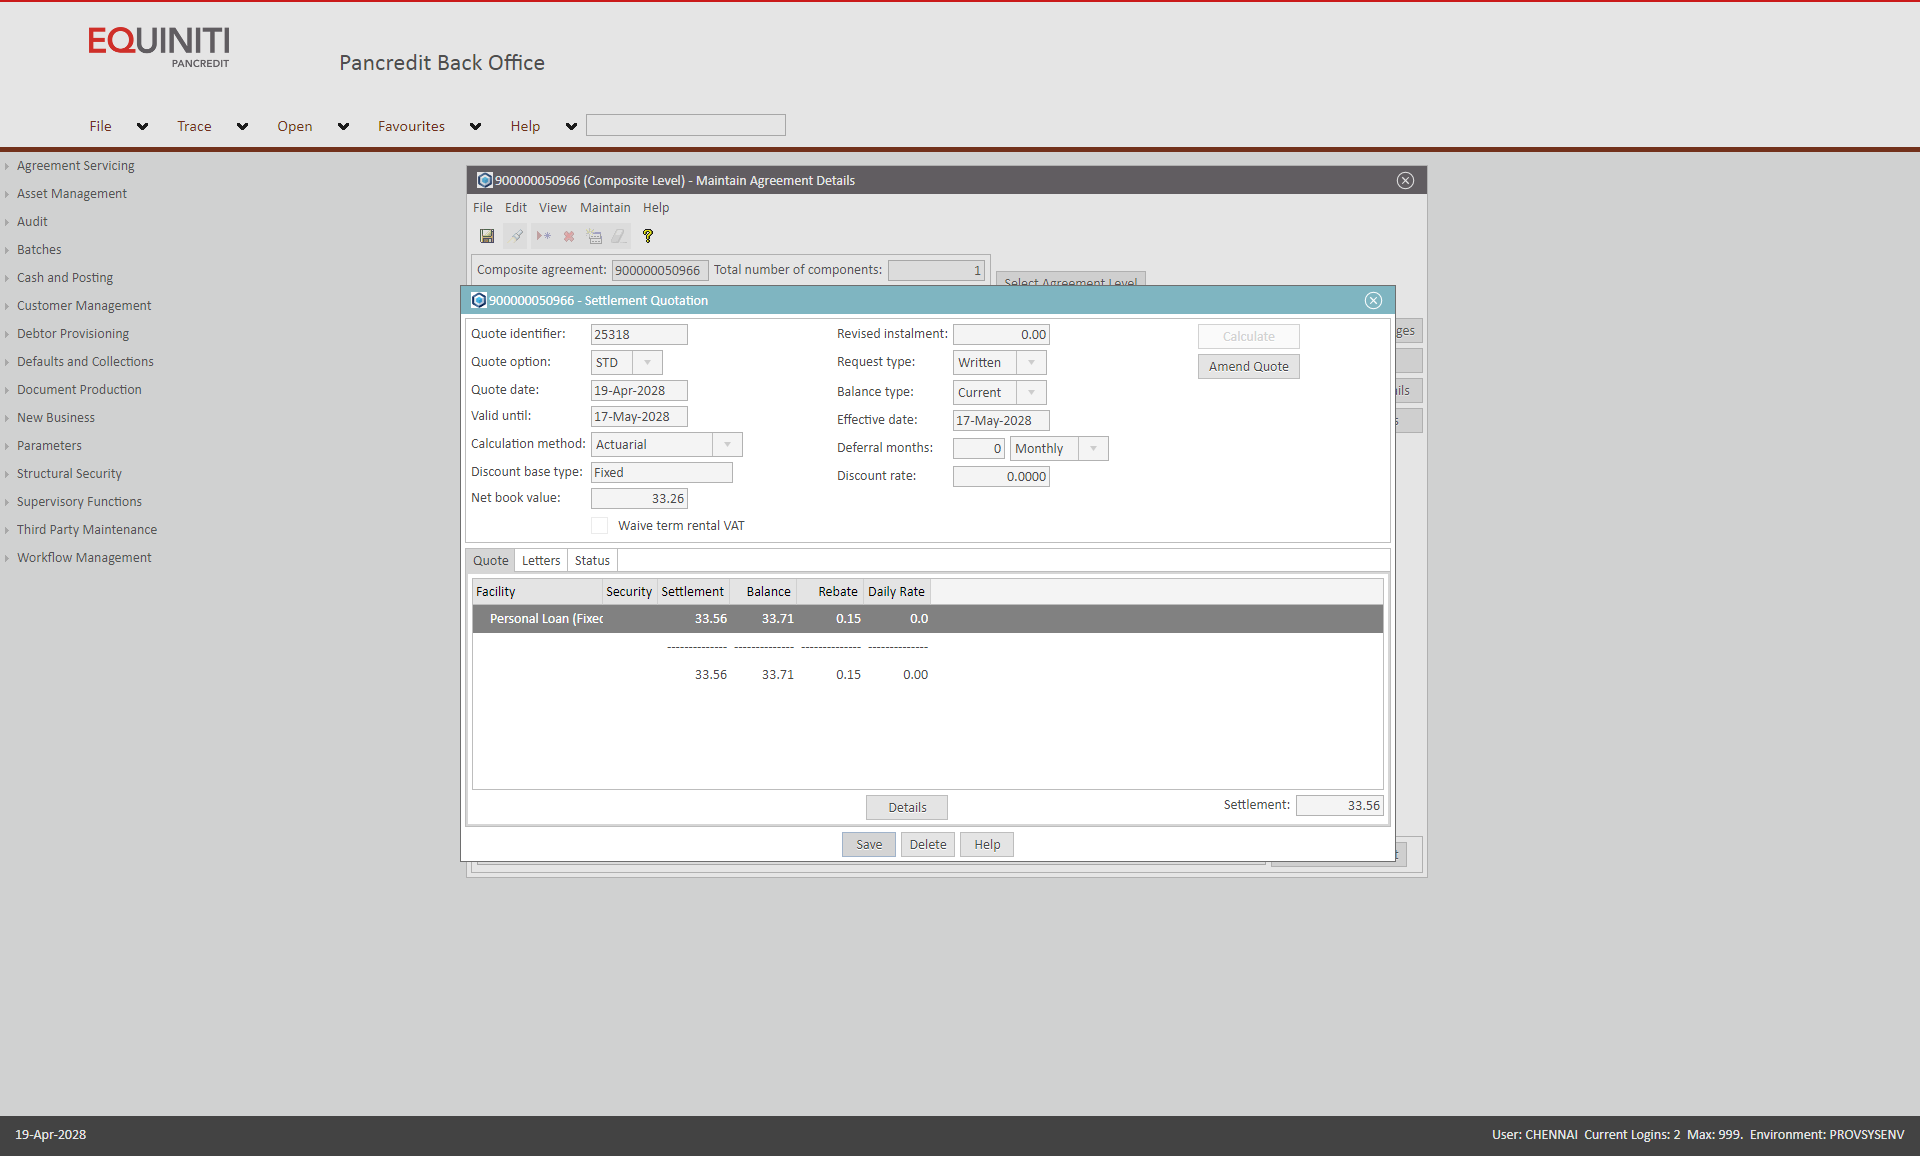 EQUINITI
PANCREDIT
Pancredit Back Office
File Trace Open Favourites Help
Agreement Servicing
Asset Management
Audit
Batches
Cash and Posting
Customer Management
Debtor Provisioning
Defaults and Collections
Document Production
New Business
Parameters
Structural Security
Supervisory Functions
Third Party Maintenance
Workflow Management
900000050966 (Composite Level) - Maintain Agreement Details
File Edit View Maintain Help
Composite agreement: 900000050966 Total number of components: 1
Select Agreement Level
900000050966 - Settlement Quotation
Quote identifier: 25318 Revised instalment: 0.00 Calculate
Quote option: STD Request type: Written Amend Quote
Quote date: 19-Apr-2028 Balance type: Current
Valid until: 17-May-2028 Effective date: 17-May-2028
Calculation method: Actuarial Deferral months: 0 Monthly
Discount base type: Fixed Discount rate: 0.0000
Net book value: 33.26
Waive term rental VAT
Quote Letters Status
Facility Security Settlement Balance Rebate Daily Rate
Personal Loan (Fixec 33.56 33.71 0.15 0.0
-------------- -------------- -------------- --------------
33.56 33.71 0.15 0.00
Details Settlement: 33.56
Save Delete Help
19-Apr-2028 User: CHENNAI Current Logins: 2 Max: 999. Environment: PROVSYSENV